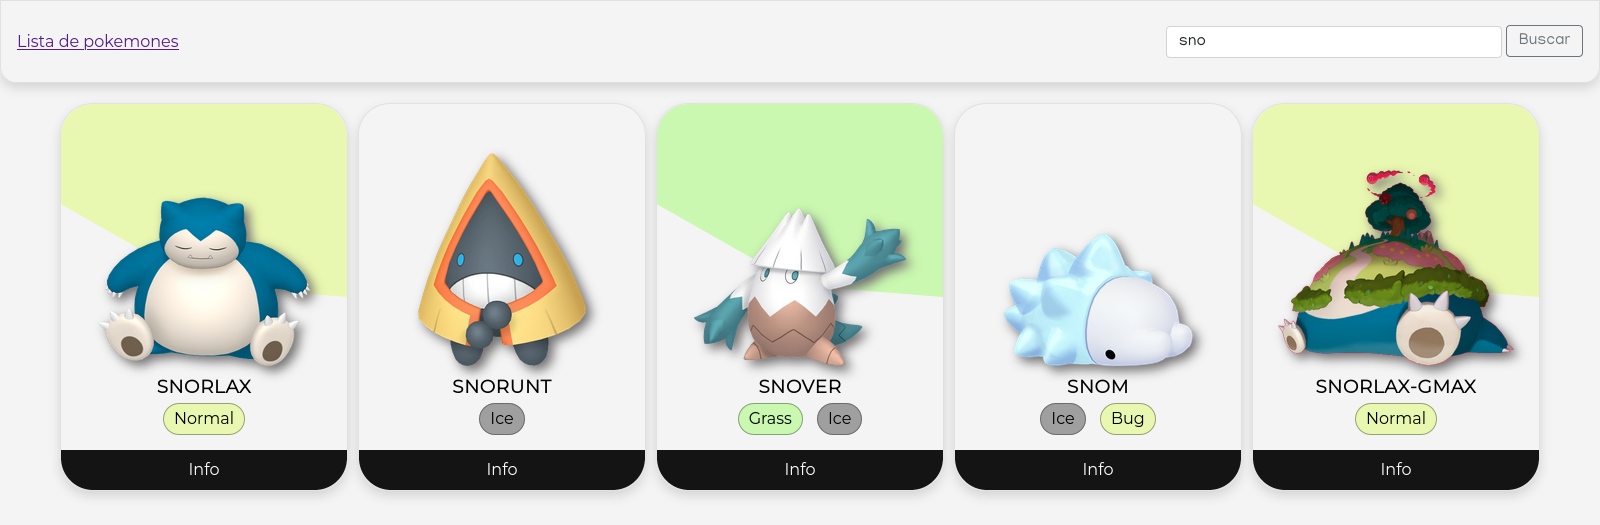 Lista de pokemones
sno
Buscar
SNORLAX
Normal
Info
SNORUNT
Ice
Info
SNOVER
Grass Ice
Info
SNOM
Ice Bug
Info
SNORLAX-GMAX
Normal
Info